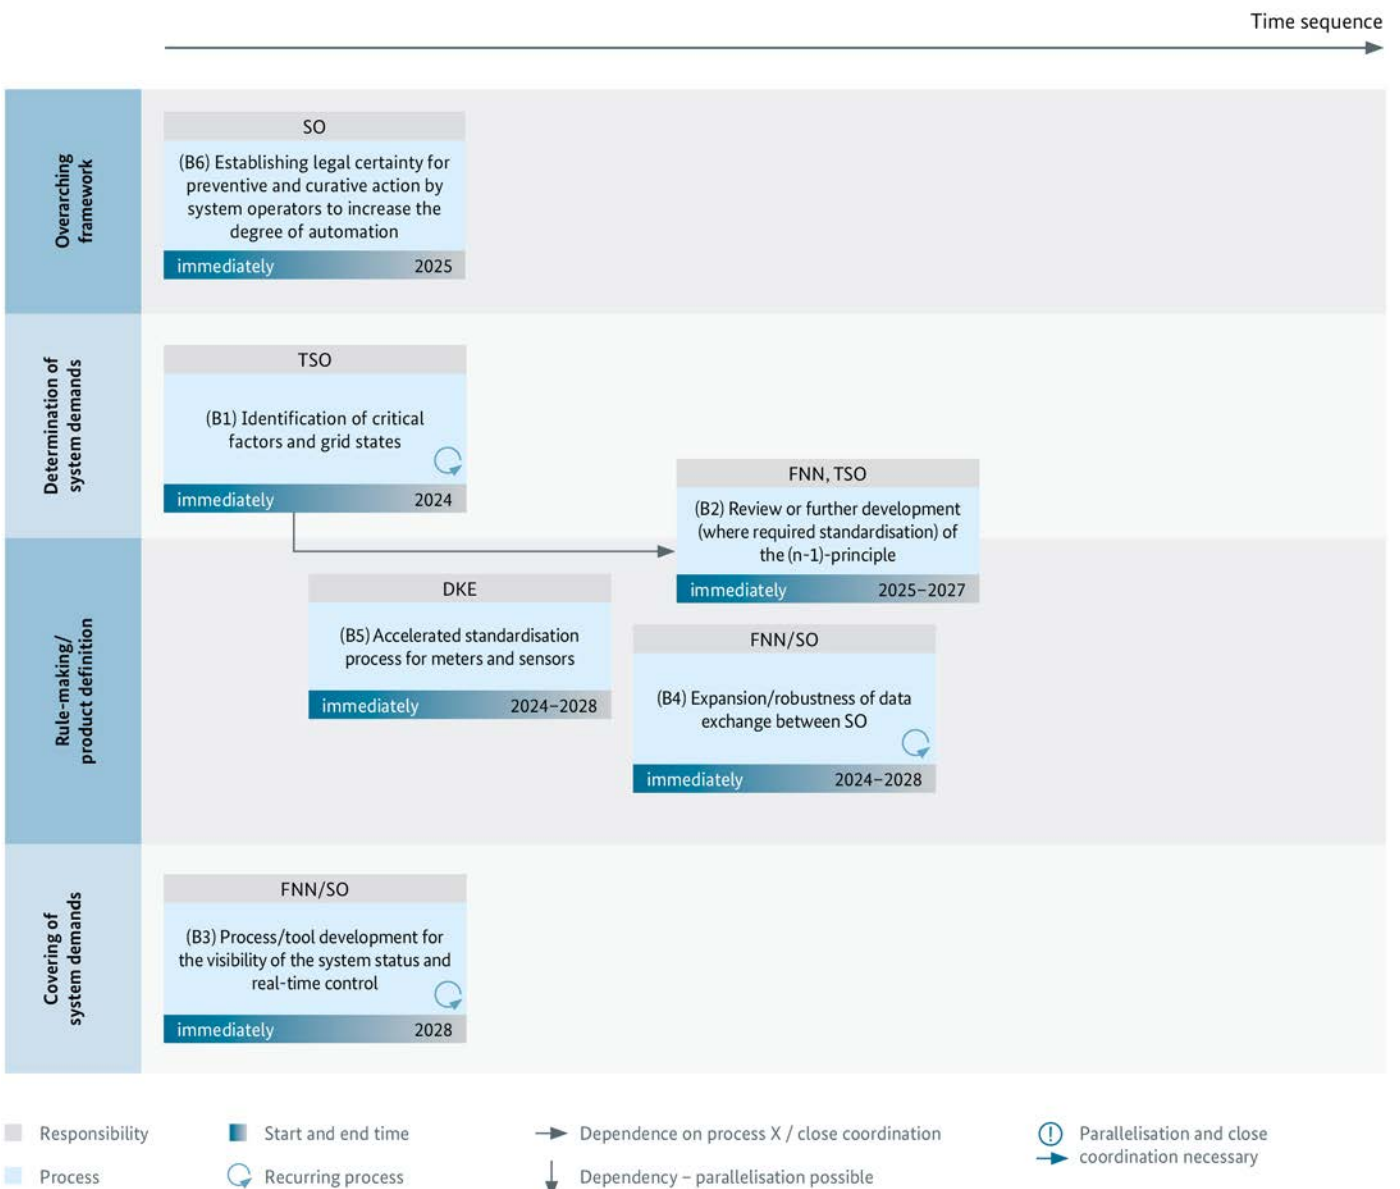 Time sequence
Overarching
framework
SO
(B6) Establishing legal certainty for
preventive and curative action by
system operators to increase the
degree of automation
immediately 2025
Determination of
system demands
TSO
(B1) Identification of critical
factors and grid states
immediately 2024
FNN, TSO
(B2) Review or further development
(where required standardisation) of
the (n-1)-principle
immediately 2025–2027
Rule-making/
product definition
DKE
(B5) Accelerated standardisation
process for meters and sensors
immediately 2024–2028
FNN/SO
(B4) Expansion/robustness of data
exchange between SO
immediately 2024–2028
Covering of
system demands
FNN/SO
(B3) Process/tool development for
the visibility of the system status and
real-time control
immediately 2028
Responsibility
Process
Start and end time
Recurring process
Dependence on process X / close coordination
Dependency – parallelisation possible
Parallelisation and close
coordination necessary